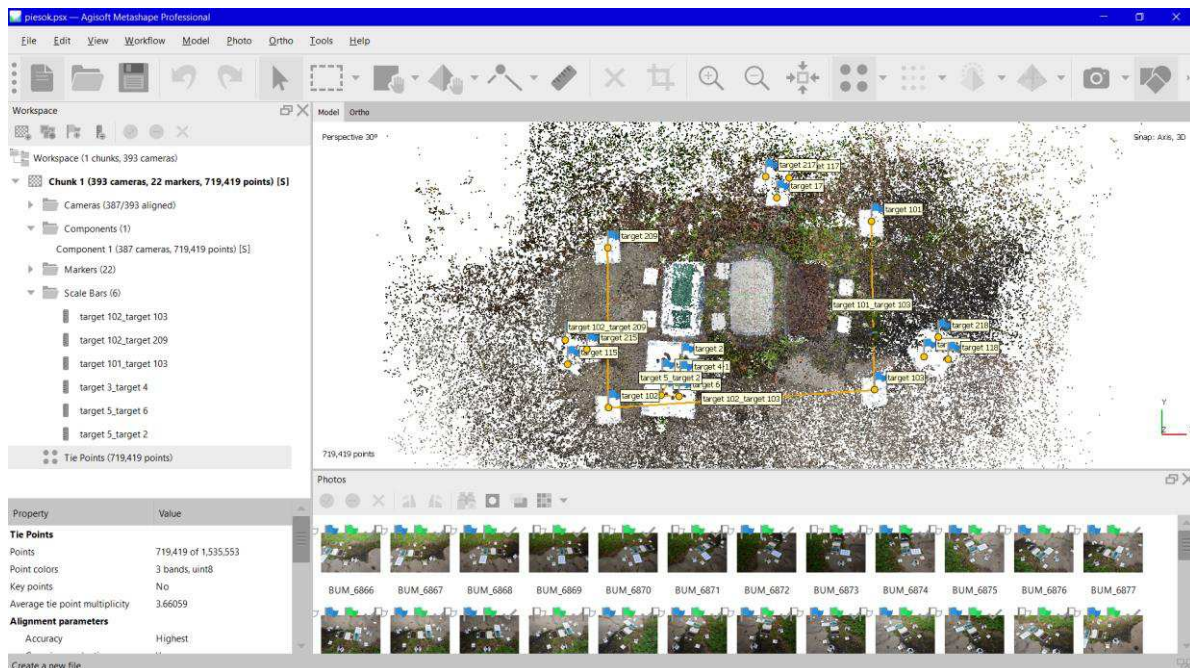 piesok.psx — Agisoft Metashape Professional
File Edit View Workflow Model Photo Ortho Tools Help
Workspace
Workspace (1 chunks, 393 cameras)
Chunk 1 (393 cameras, 22 markers, 719,419 points) [S]
Cameras (387/393 aligned)
Components (1)
Component 1 (387 cameras, 719,419 points) [S]
Markers (22)
Scale Bars (6)
target 102_target 103
target 102_target 209
target 101_target 103
target 3_target 4
target 5_target 6
target 5_target 2
Tie Points (719,419 points)
Property Value
Tie Points
Points 719,419 of 1,535,553
Point colors 3 bands, uint8
Key points No
Average tie point multiplicity 3.66059
Alignment parameters
Accuracy Highest
Create a new file
Model Ortho
Perspective 30°
Snap: Axis, 3D
target 217
117
target 17
target 101
target 209
target 101_target 103
target 102_target 209
target 215
target 218
target 115
target 2
target 118
target 4
target 5_target 2
target 103
target 102
target 102_target 103
Y
719,419 points
Photos
BUM_6866 BUM_6867 BUM_6868 BUM_6869 BUM_6870 BUM_6871 BUM_6872 BUM_6873 BUM_6874 BUM_6875 BUM_6876 BUM_6877